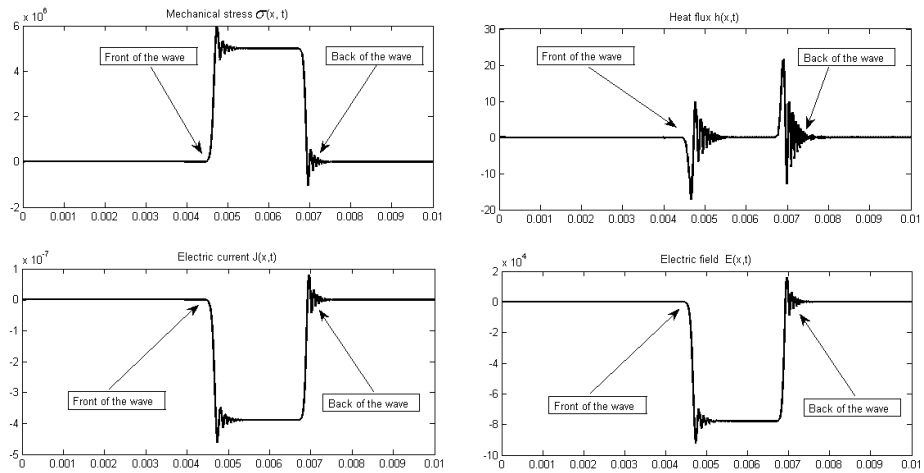 Mechanical stress σ(x, t)
x 10^6
6
4
2
0
-2
Front of the wave
Back of the wave
0 0.001 0.002 0.003 0.004 0.005 0.006 0.007 0.008 0.009 0.01
Heat flux h(x,t)
30
20
10
0
-10
-20
Front of the wave
Back of the wave
0 0.001 0.002 0.003 0.004 0.005 0.006 0.007 0.008 0.009 0.01
Electric current J(x,t)
x 10^-7
1
0
-1
-2
-3
-4
-5
Front of the wave
Back of the wave
0 0.001 0.002 0.003 0.004 0.005 0.006 0.007 0.008 0.009 0.01
Electric field E(x,t)
x 10^4
2
0
-2
-4
-6
-8
-10
Front of the wave
Back of the wave
0 0.001 0.002 0.003 0.004 0.005 0.006 0.007 0.008 0.009 0.01